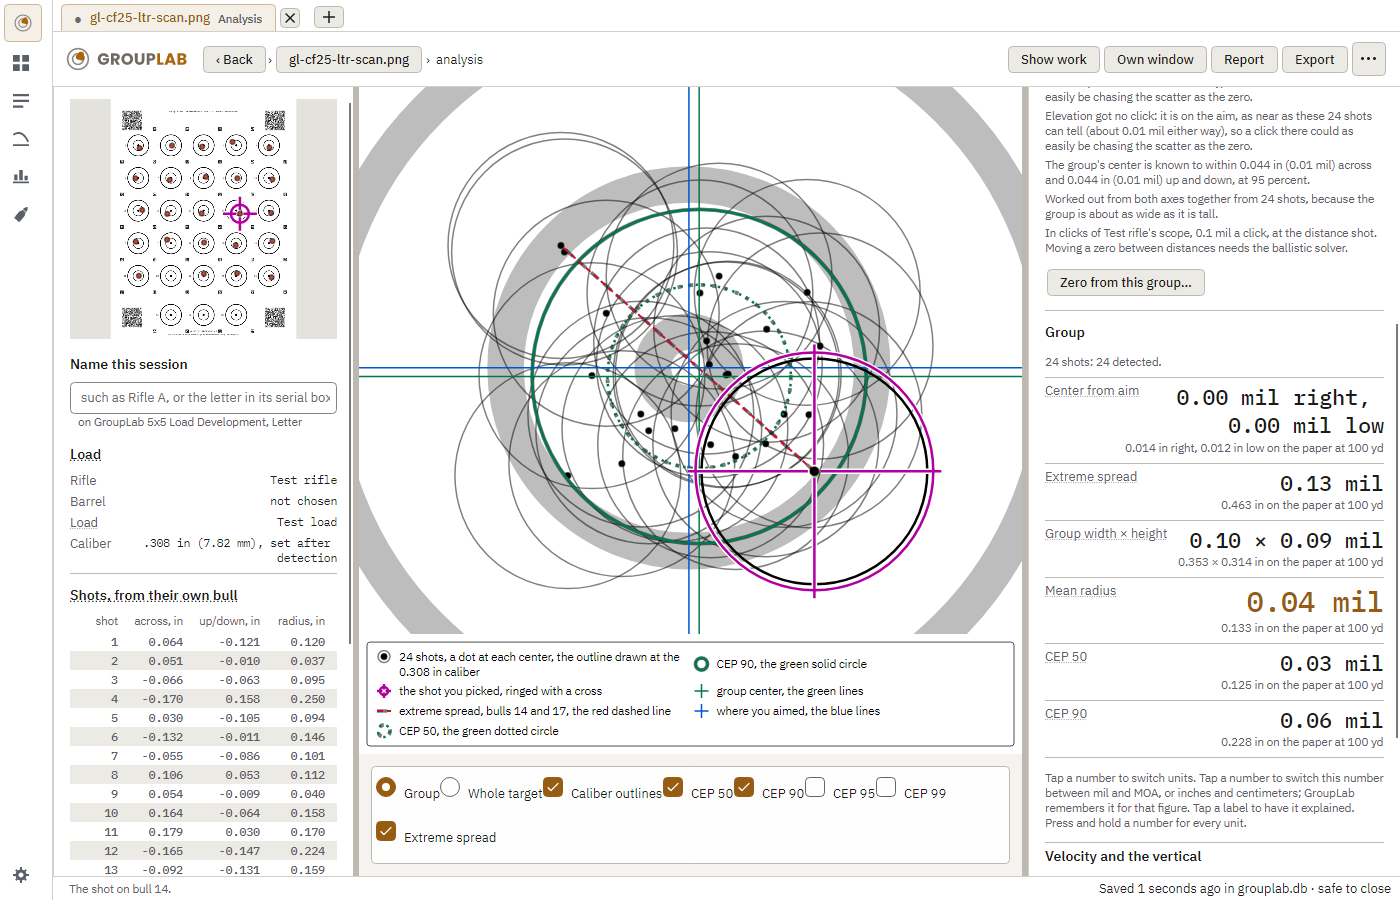 gl-cf25-ltr-scan.png Analysis
GROUPLAB
‹ Back › gl-cf25-ltr-scan.png › analysis
Show work Own window Report Export
Name this session
such as Rifle A, or the letter in its serial box
on GroupLab 5x5 Load Development, Letter
Load
Rifle Test rifle
Barrel not chosen
Load Test load
Caliber .308 in (7.82 mm), set after
detection
Shots, from their own bull
shot across, in up/down, in radius, in
1 0.064 -0.121 0.120
2 0.051 -0.010 0.037
3 -0.066 -0.063 0.095
4 -0.170 0.158 0.250
5 0.030 -0.105 0.094
6 -0.132 -0.011 0.146
7 -0.055 -0.086 0.101
8 0.106 0.053 0.112
9 0.054 -0.009 0.040
10 0.164 -0.064 0.158
11 0.179 0.030 0.170
12 -0.165 -0.147 0.224
13 -0.092 -0.131 0.159
24 shots, a dot at each center, the outline drawn at the
0.308 in caliber
the shot you picked, ringed with a cross
extreme spread, bulls 14 and 17, the red dashed line
CEP 50, the green dotted circle
CEP 90, the green solid circle
group center, the green lines
where you aimed, the blue lines
Group Whole target Caliber outlines CEP 50 CEP 90 CEP 95 CEP 99
Extreme spread
easily be chasing the scatter as the zero.
Elevation got no click: it is on the aim, as near as these 24 shots
can tell (about 0.01 mil either way), so a click there could as
easily be chasing the scatter as the zero.
The group's center is known to within 0.044 in (0.01 mil) across
and 0.044 in (0.01 mil) up and down, at 95 percent.
Worked out from both axes together from 24 shots, because the
group is about as wide as it is tall.
In clicks of Test rifle's scope, 0.1 mil a click, at the distance shot.
Moving a zero between distances needs the ballistic solver.
Zero from this group...
Group
24 shots: 24 detected.
Center from aim 0.00 mil right,
0.00 mil low
0.014 in right, 0.012 in low on the paper at 100 yd
Extreme spread 0.13 mil
0.463 in on the paper at 100 yd
Group width × height 0.10 × 0.09 mil
0.353 × 0.314 in on the paper at 100 yd
Mean radius 0.04 mil
0.133 in on the paper at 100 yd
CEP 50 0.03 mil
0.125 in on the paper at 100 yd
CEP 90 0.06 mil
0.228 in on the paper at 100 yd
Tap a number to switch units. Tap a number to switch this number
between mil and MOA, or inches and centimeters; GroupLab
remembers it for that figure. Tap a label to have it explained.
Press and hold a number for every unit.
Velocity and the vertical
The shot on bull 14.
Saved 1 seconds ago in grouplab.db · safe to close